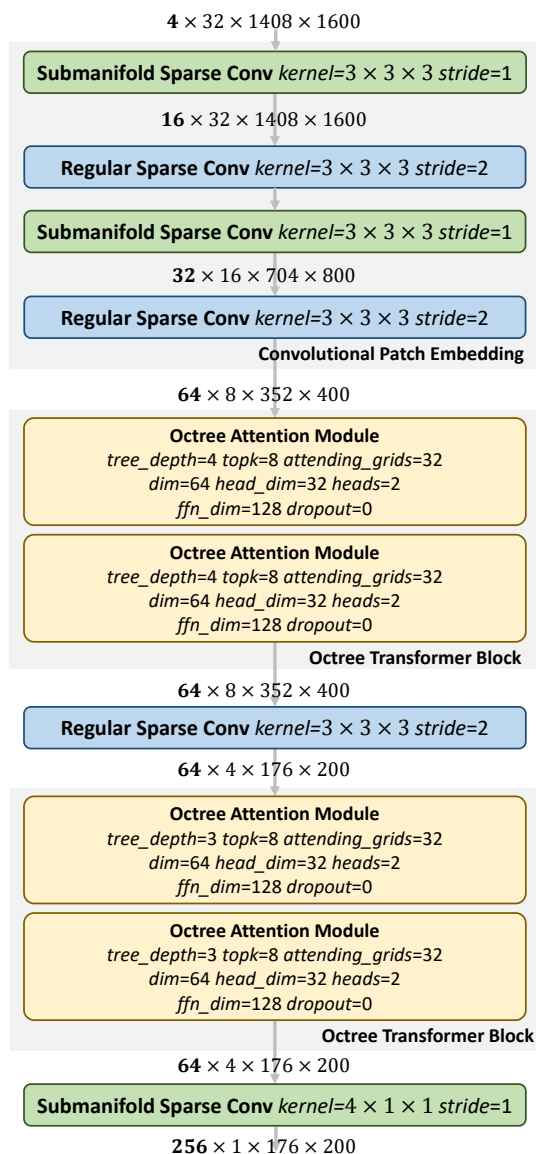 4 × 32 × 1408 × 1600
Submanifold Sparse Conv kernel=3 × 3 × 3 stride=1
16 × 32 × 1408 × 1600
Regular Sparse Conv kernel=3 × 3 × 3 stride=2
Submanifold Sparse Conv kernel=3 × 3 × 3 stride=1
32 × 16 × 704 × 800
Regular Sparse Conv kernel=3 × 3 × 3 stride=2
Convolutional Patch Embedding
64 × 8 × 352 × 400
Octree Attention Module
tree_depth=4 topk=8 attending_grids=32
dim=64 head_dim=32 heads=2
ffn_dim=128 dropout=0
Octree Attention Module
tree_depth=4 topk=8 attending_grids=32
dim=64 head_dim=32 heads=2
ffn_dim=128 dropout=0
Octree Transformer Block
64 × 8 × 352 × 400
Regular Sparse Conv kernel=3 × 3 × 3 stride=2
64 × 4 × 176 × 200
Octree Attention Module
tree_depth=3 topk=8 attending_grids=32
dim=64 head_dim=32 heads=2
ffn_dim=128 dropout=0
Octree Attention Module
tree_depth=3 topk=8 attending_grids=32
dim=64 head_dim=32 heads=2
ffn_dim=128 dropout=0
Octree Transformer Block
64 × 4 × 176 × 200
Submanifold Sparse Conv kernel=4 × 1 × 1 stride=1
256 × 1 × 176 × 200